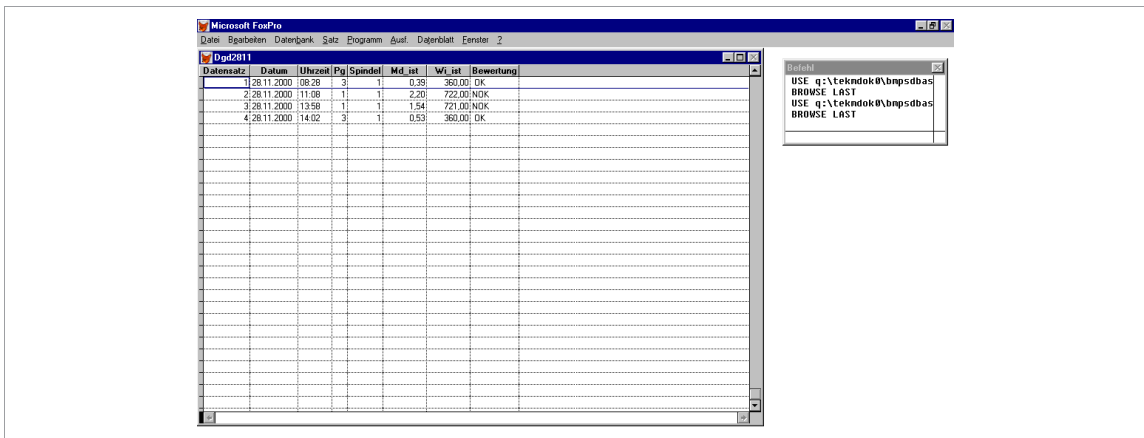 Microsoft FoxPro
Datei Bearbeiten Datenbank Satz Programm Ausf. Datenblatt Fenster ?
Dgd2811
Datensatz Datum Uhrzeit Pg Spindel Md_ist Wi_ist Bewertung
1 28.11.2000 08:28 3 1 0,39 360,00 OK
2 28.11.2000 11:08 1 1 2,20 722,00 NOK
3 28.11.2000 13:58 1 1 1,54 721,00 NOK
4 28.11.2000 14:02 3 1 0,53 360,00 OK
Befehl
USE q:\tekmdok0\bmpsdbas
BROWSE LAST
USE q:\tekmdok0\bmpsdbas
BROWSE LAST